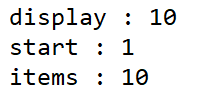 display : 10
start : 1
items : 10